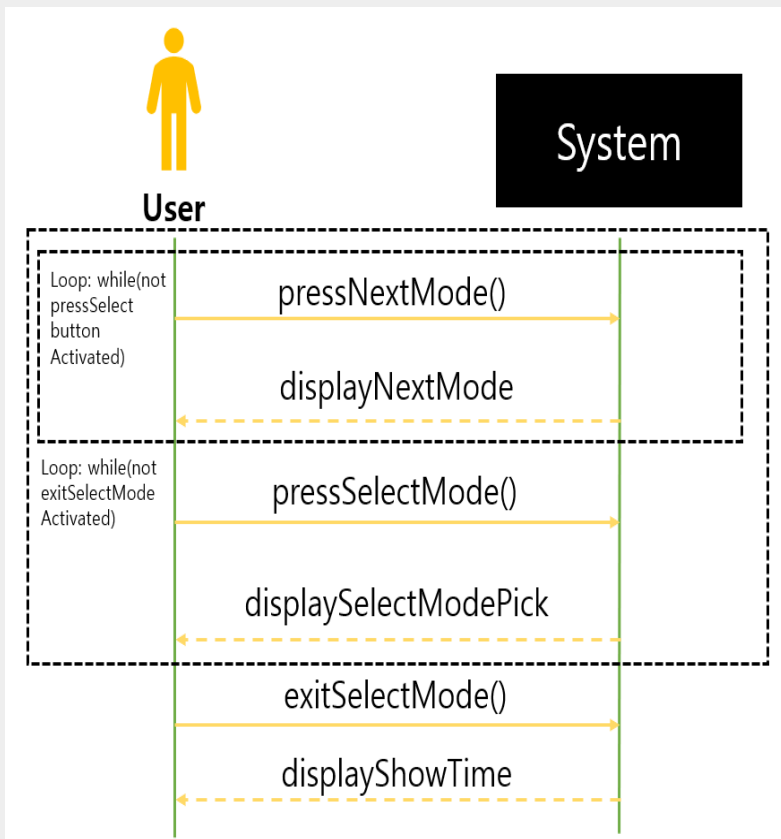 System
User
Loop: while(not
pressSelect
button
Activated)
pressNextMode()
displayNextMode
Loop: while(not
exitSelectMode
Activated)
pressSelectMode()
displaySelectModePick
exitSelectMode()
displayShowTime